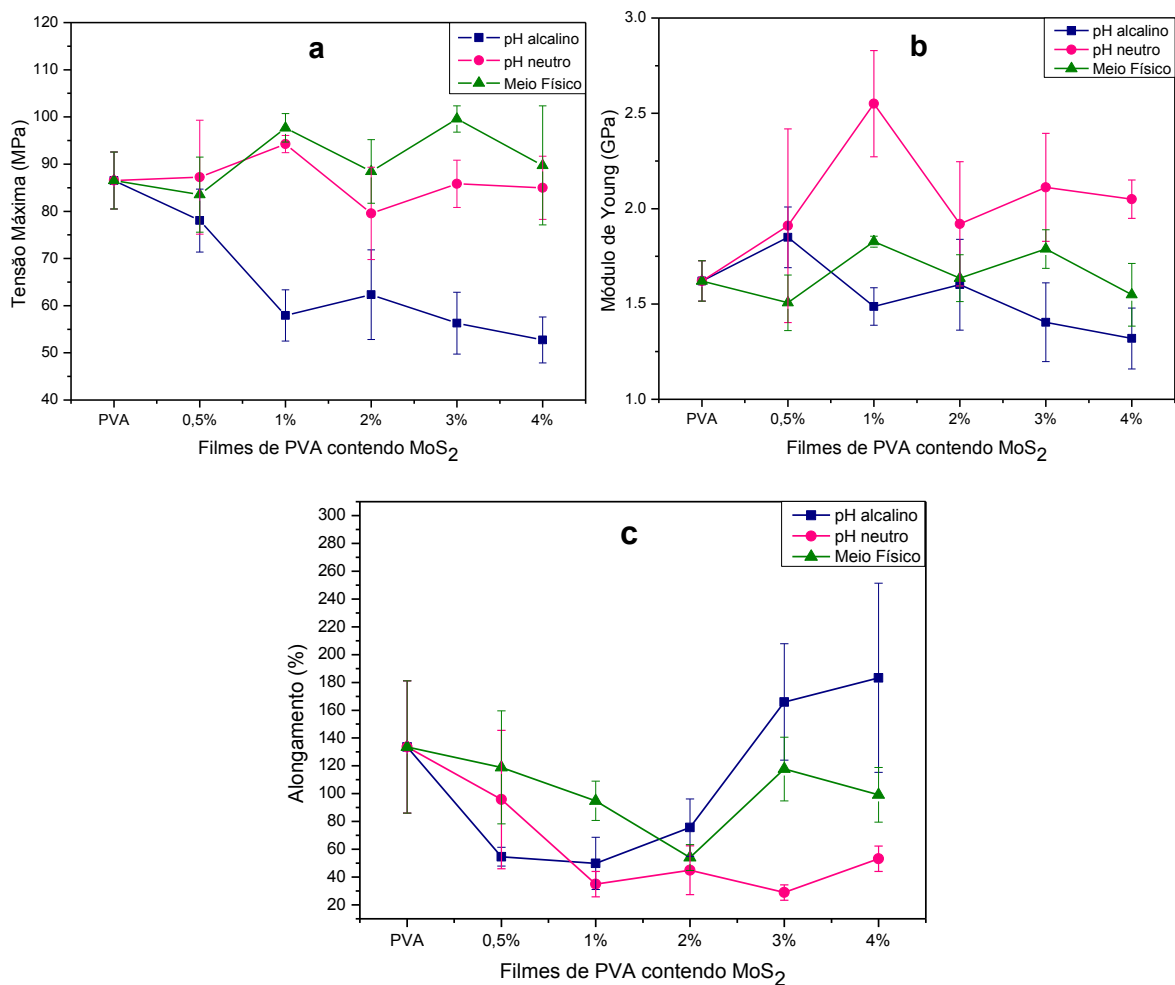 a
pH alcalino
pH neutro
Meio Físico
Tensão Máxima (MPa)
120
110
100
90
80
70
60
50
40
PVA 0,5% 1% 2% 3% 4%
Filmes de PVA contendo MoS₂
b
pH alcalino
pH neutro
Meio Físico
Módulo de Young (GPa)
3.0
2.5
2.0
1.5
1.0
PVA 0,5% 1% 2% 3% 4%
Filmes de PVA contendo MoS₂
c
pH alcalino
pH neutro
Meio Físico
Alongamento (%)
300
280
260
240
220
200
180
160
140
120
100
80
60
40
20
PVA 0,5% 1% 2% 3% 4%
Filmes de PVA contendo MoS₂